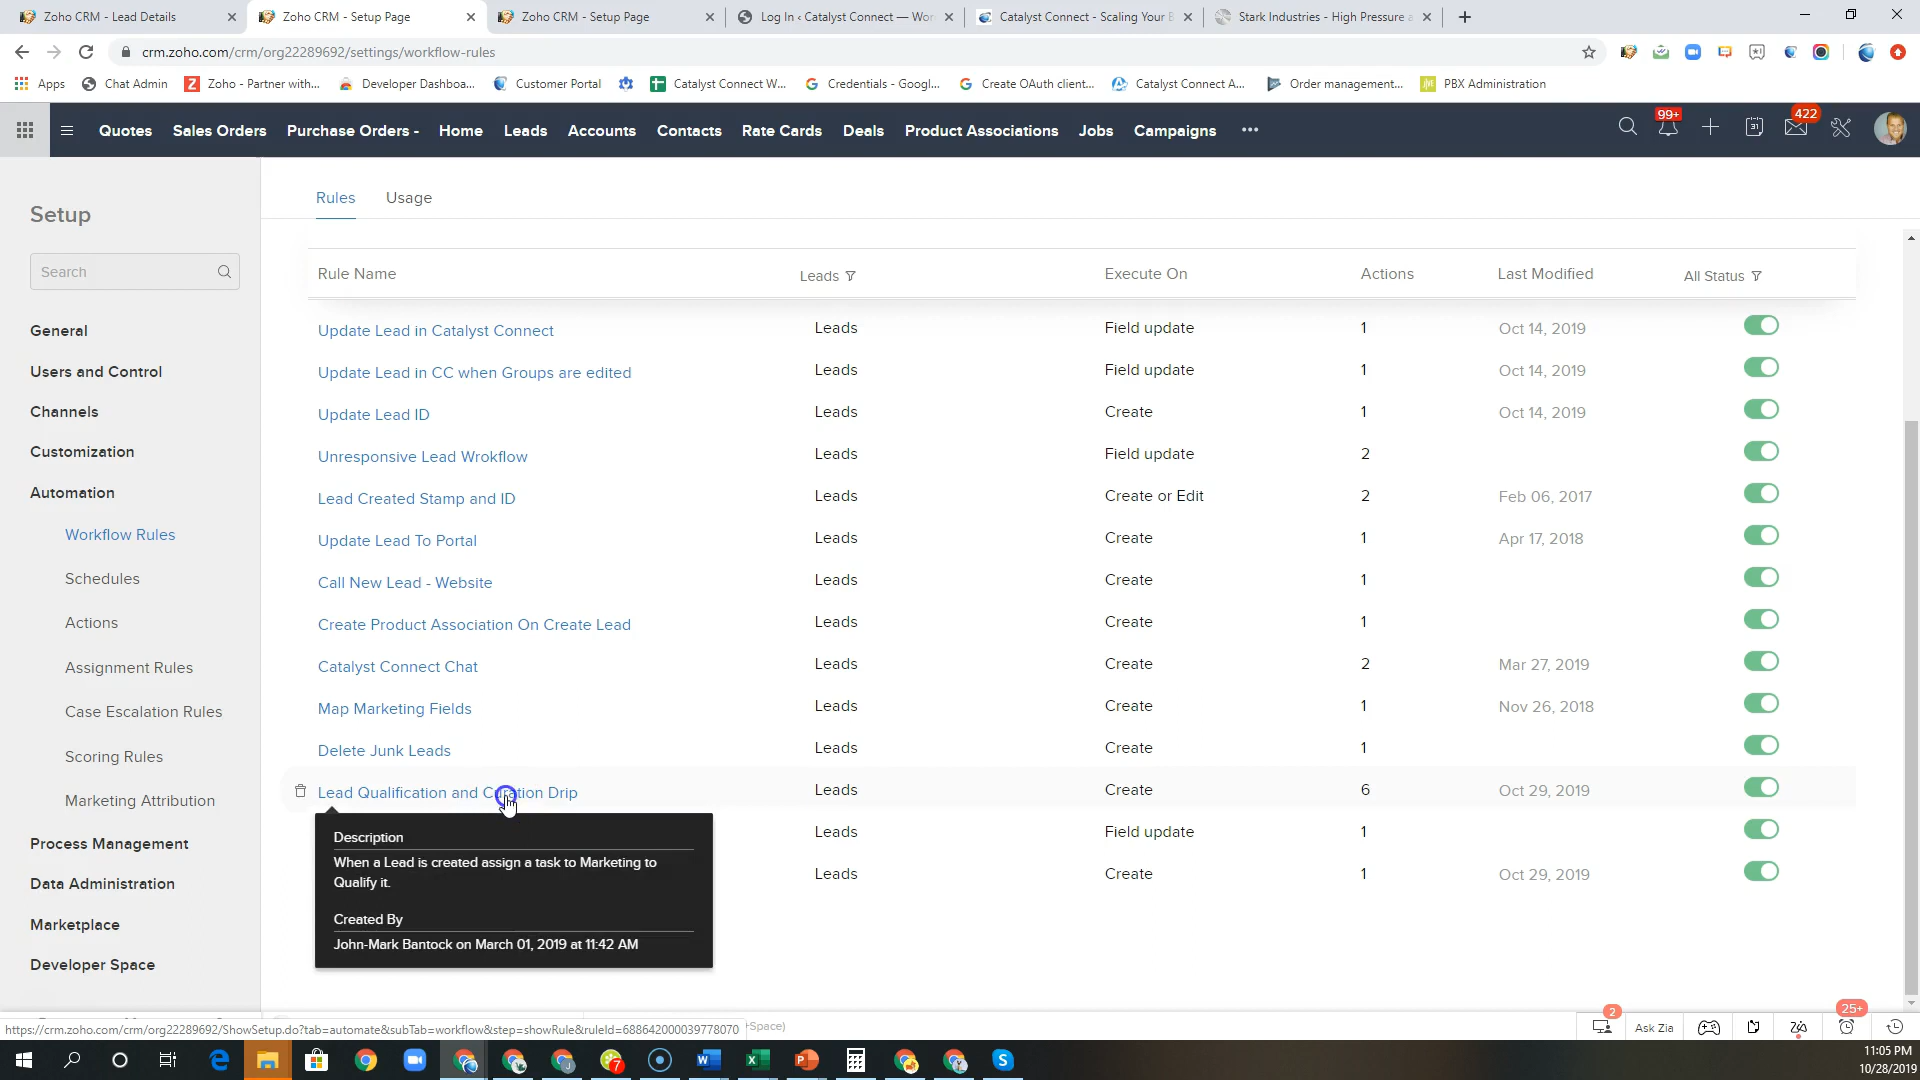 Zoho CRM - Lead Details
Zoho CRM - Setup Page
Zoho CRM - Setup Page
Log In ‹ Catalyst Connect — Wor
Catalyst Connect - Scaling Your B
Stark Industries - High Pressure a
crm.zoho.com/crm/org22289692/settings/workflow-rules
Apps
Chat Admin
Zoho - Partner with...
Developer Dashboa...
Customer Portal
Catalyst Connect W...
Credentials - Googl...
Create OAuth client...
Catalyst Connect A...
Order management...
PBX Administration
Quotes
Sales Orders
Purchase Orders -
Home
Leads
Accounts
Contacts
Rate Cards
Deals
Product Associations
Jobs
Campaigns
•••
99+
31
422
Setup
Search
General
Users and Control
Channels
Customization
Automation
Workflow Rules
Schedules
Actions
Assignment Rules
Case Escalation Rules
Scoring Rules
Marketing Attribution
Process Management
Data Administration
Marketplace
Developer Space
Rules
Usage
Rule Name Leads Execute On Actions Last Modified All Status
Update Lead in Catalyst Connect Leads Field update 1 Oct 14, 2019
Update Lead in CC when Groups are edited Leads Field update 1 Oct 14, 2019
Update Lead ID Leads Create 1 Oct 14, 2019
Unresponsive Lead Wrokflow Leads Field update 2
Lead Created Stamp and ID Leads Create or Edit 2 Feb 06, 2017
Update Lead To Portal Leads Create 1 Apr 17, 2018
Call New Lead - Website Leads Create 1
Create Product Association On Create Lead Leads Create 1
Catalyst Connect Chat Leads Create 2 Mar 27, 2019
Map Marketing Fields Leads Create 1 Nov 26, 2018
Delete Junk Leads Leads Create 1
Lead Qualification and Curation Drip Leads Create 6 Oct 29, 2019
Leads Field update 1
Leads Create 1 Oct 29, 2019
Description
When a Lead is created assign a task to Marketing to
Qualify it.
Created By
John-Mark Bantock on March 01, 2019 at 11:42 AM
https://crm.zoho.com/crm/org22289692/ShowSetup.do?tab=automate&subTab=workflow&step=showRule&ruleId=688642000039778070
+Space)
2
Ask Zia
25+
7
11:05 PM
10/28/2019